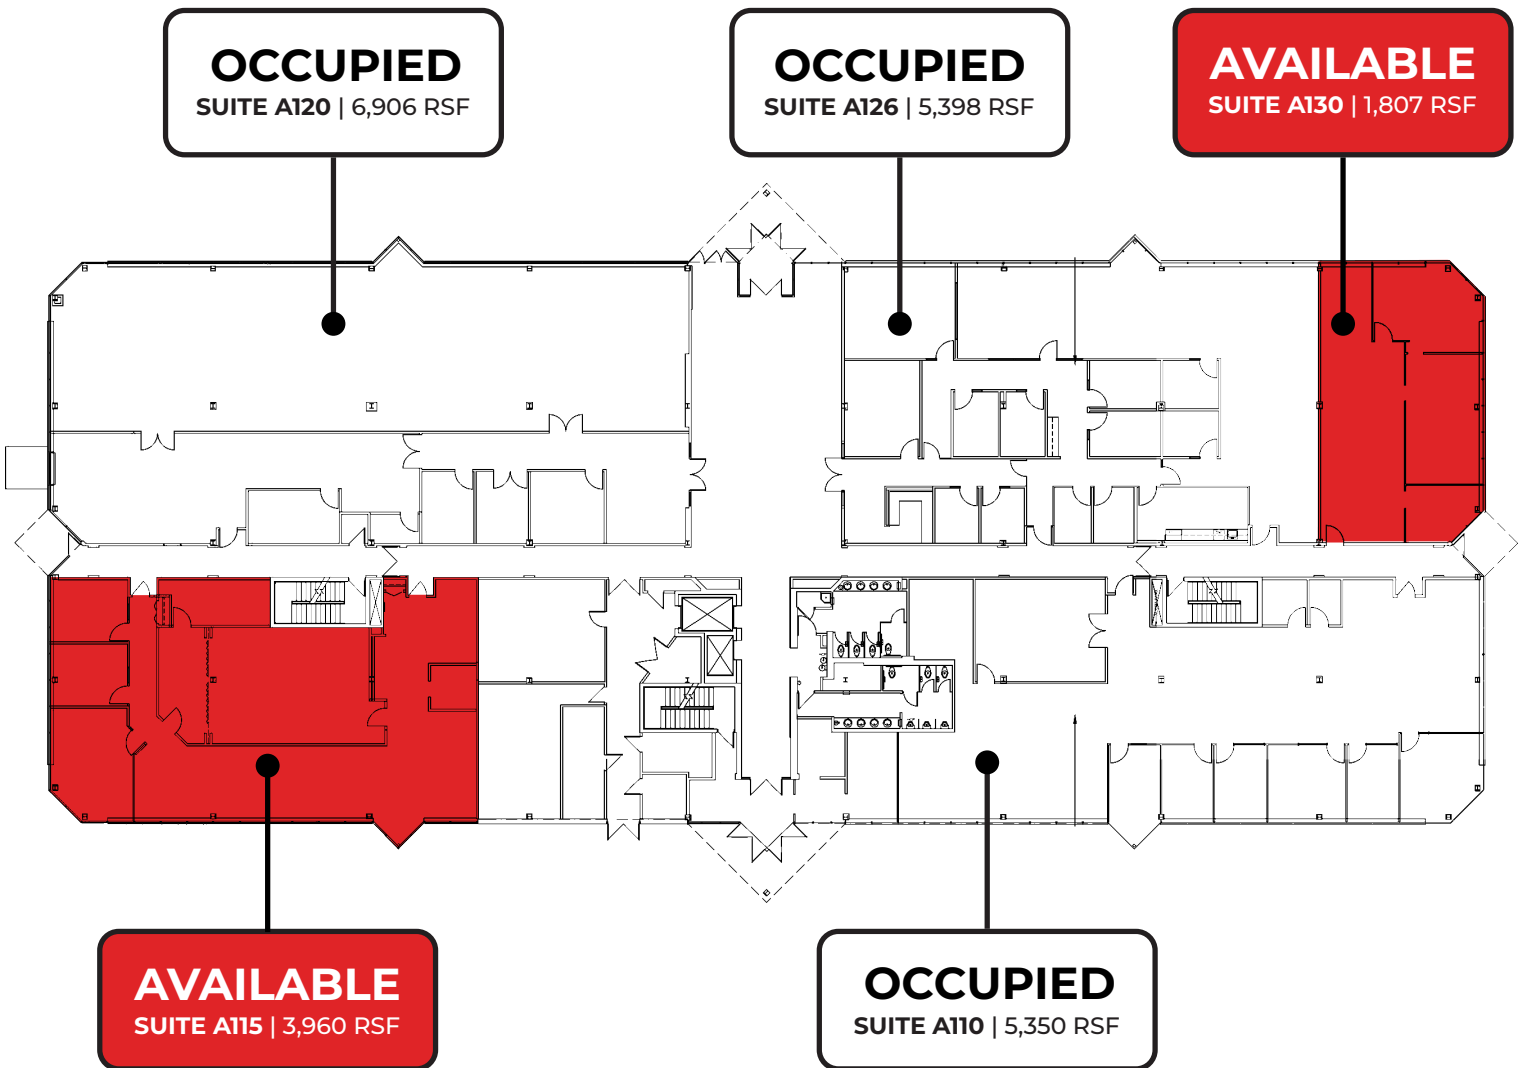 OCCUPIED
SUITE A120 | 6,906 RSF
OCCUPIED
SUITE A126 | 5,398 RSF
AVAILABLE
SUITE A130 | 1,807 RSF
AVAILABLE
SUITE A115 | 3,960 RSF
OCCUPIED
SUITE A110 | 5,350 RSF